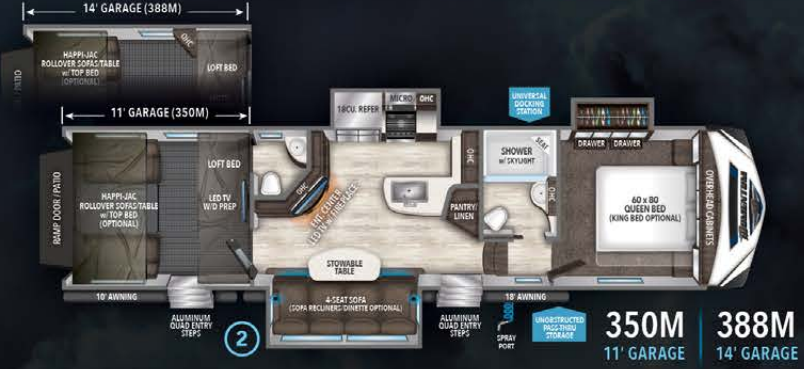 14' GARAGE (388M)
HAPPI-JAC
ROLLOVER SOFAS/TABLE
w/ TOP BED
(OPTIONAL)
OHC
LOFT BED
/ PATIO
11' GARAGE (350M)
RAMP DOOR / PATIO
HAPPI-JAC
ROLLOVER SOFAS/TABLE
w/ TOP BED
(OPTIONAL)
LOFT BED
LED TV
W/D PREP
OHC
ENT. CENTER
LED TV w/ FIREPLACE
18CU. REFER
MICRO
OHC
OHC
PANTRY/
LINEN
UNIVERSAL
DOCKING
STATION
SHOWER
w/ SKYLIGHT
SEAT
OHC
DRAWER
DRAWER
60 x 80
QUEEN BED
(KING BED OPTIONAL)
OVERHEAD CABINETS
MOMENTUM
STOWABLE
TABLE
4-SEAT SOFA
(SOFA RECLINERS/DINETTE OPTIONAL)
10' AWNING
ALUMINUM
QUAD ENTRY
STEPS
2
ALUMINUM
QUAD ENTRY
STEPS
18' AWNING
SPRAY
PORT
UNOBSTRUCTED
PASS-THRU
STORAGE
350M
11' GARAGE
388M
14' GARAGE